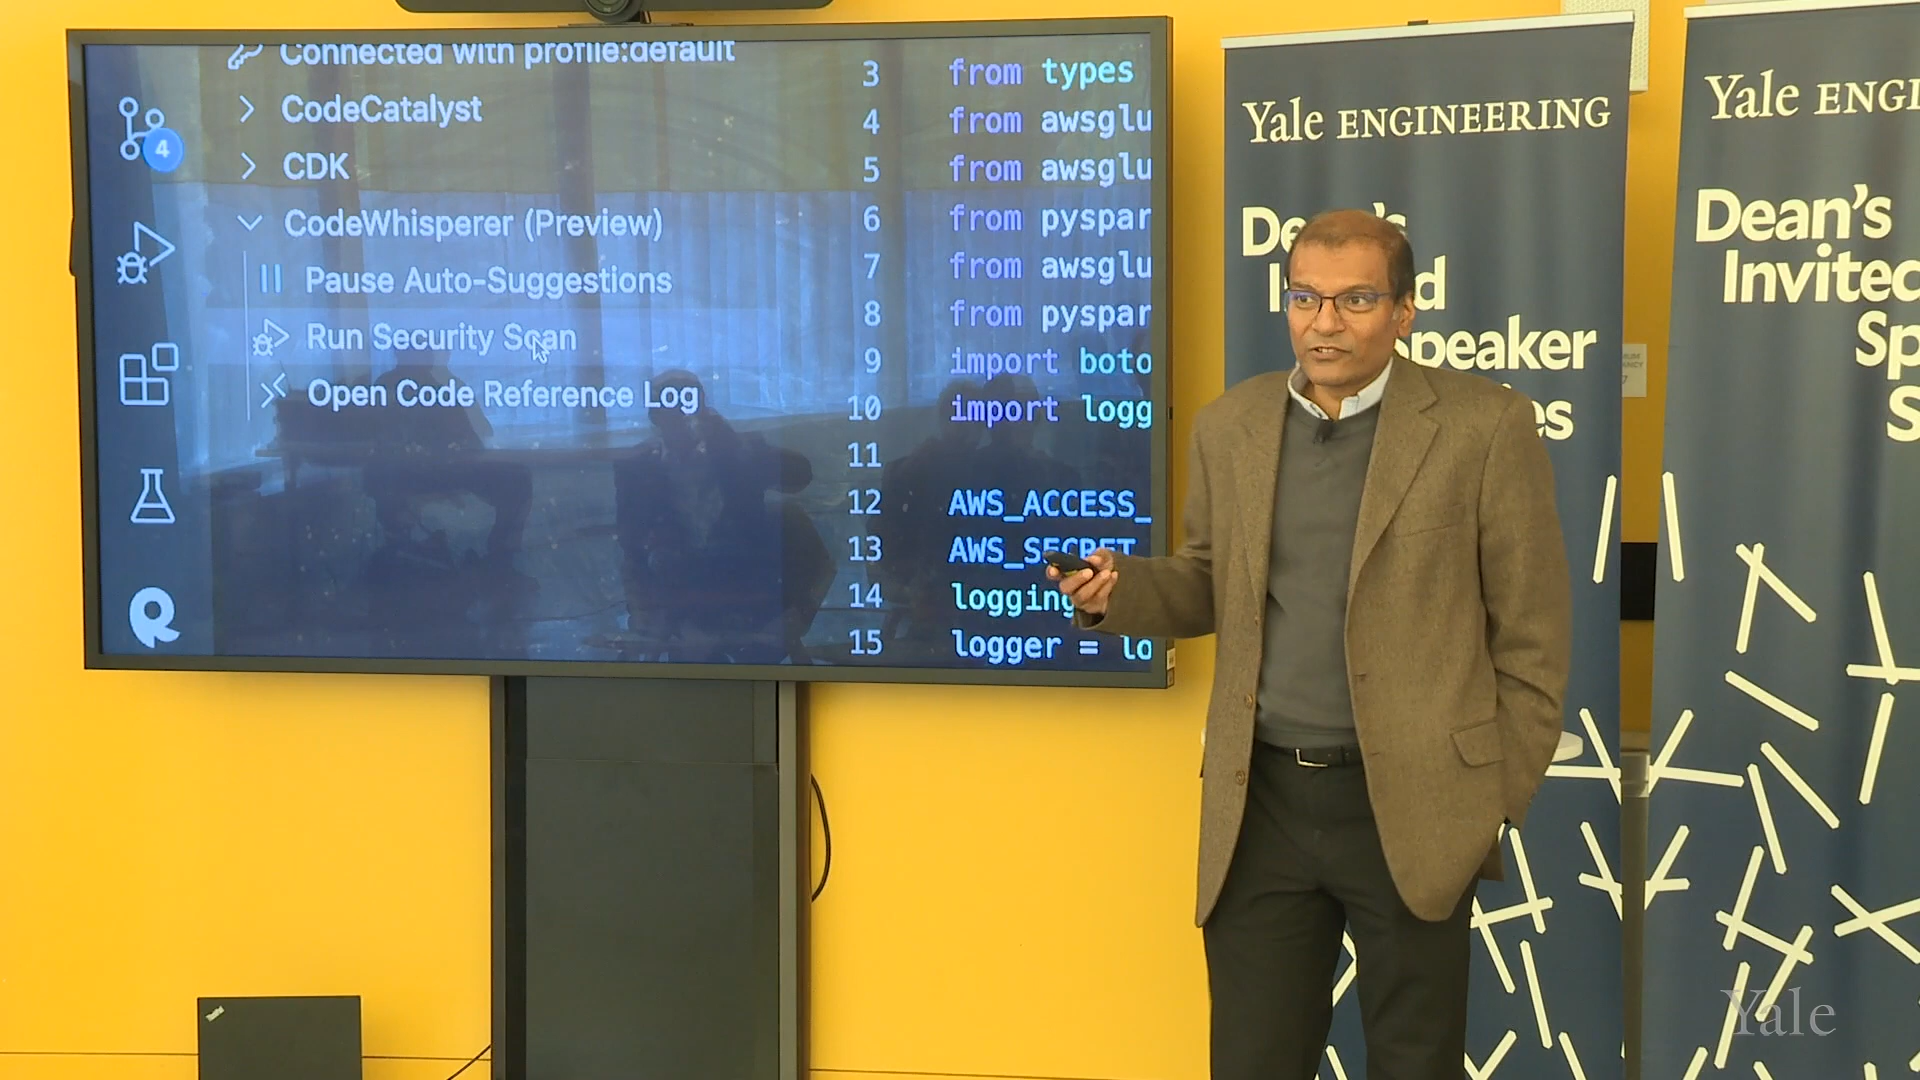 Connected with profile:default
CodeCatalyst
CDK
CodeWhisperer (Preview)
Pause Auto-Suggestions
Run Security Scan
Open Code Reference Log
4
3 from types
4 from awsglu
5 from awsglu
6 from pyspar
7 from awsglu
8 from pyspar
9 import boto
10 import logg
11
12 AWS_ACCESS_
13 AWS_SECRET
14 logging
15 logger = lo
Yale ENGINEERING
Dean's
Speaker
Yale ENGI
Dean's
Invited
Sp
S
Yale